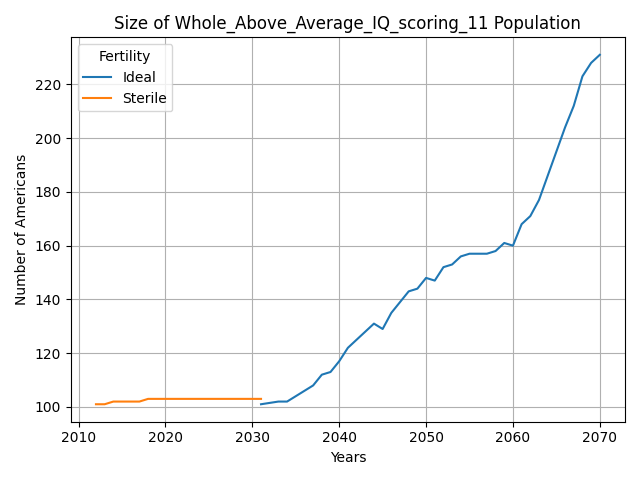 Size of Whole_Above_Average_IQ_scoring_11 Population
Fertility
Ideal
Sterile
Number of Americans
220
200
180
160
140
120
100
2010 2020 2030 2040 2050 2060 2070
Years